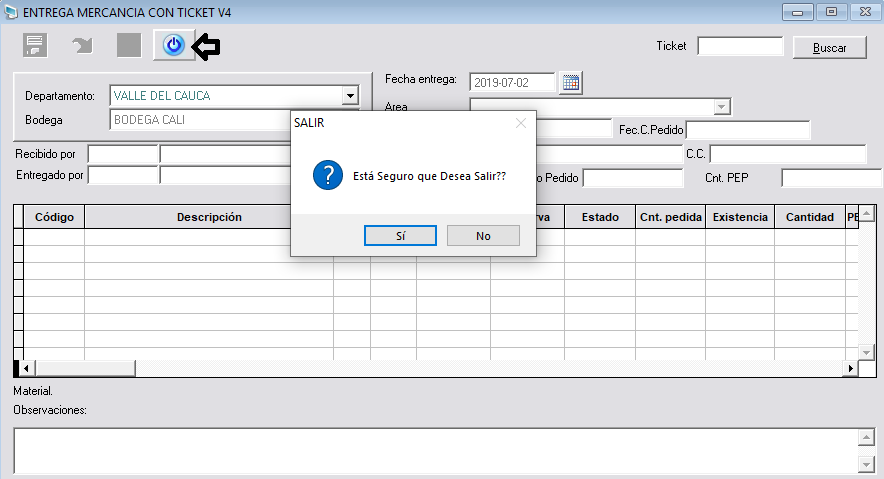 ENTREGA MERCANCIA CON TICKET V4
Ticket
Buscar
Fecha entrega:
2019-07-02
Departamento:
VALLE DEL CAUCA
Area
Bodega
BODEGA CALI
Fec.C.Pedido
Recibido por
C.C.
Entregado por
o Pedido
Cnt. PEP
SALIR
Está Seguro que Desea Salir??
Sí
No
Código
Descripción
rva
Estado
Cnt. pedida
Existencia
Cantidad
PE
Material.
Observaciones: